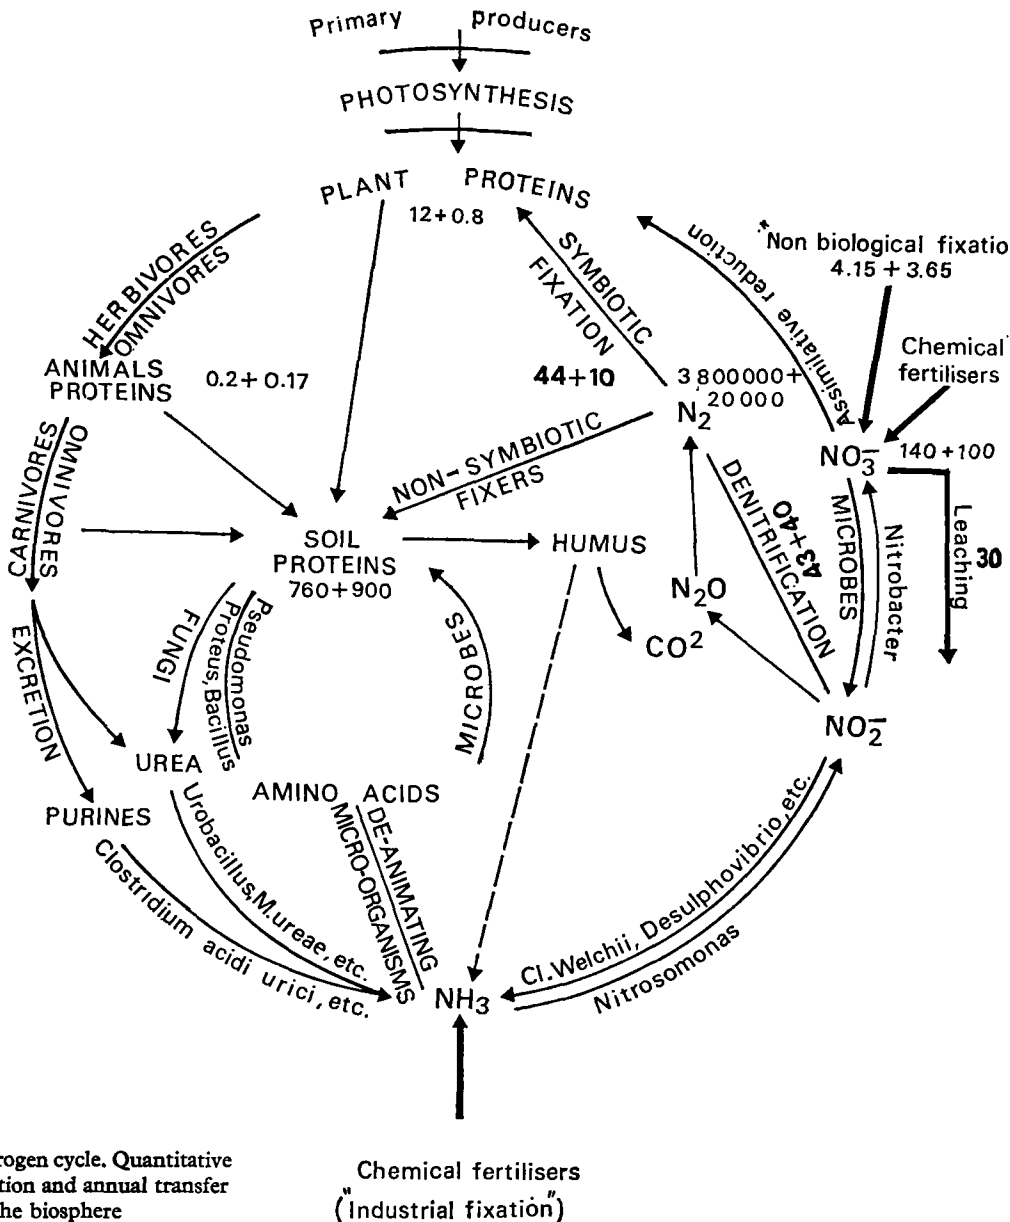 Primary producers
PHOTOSYNTHESIS
PLANT PROTEINS
12+0.8
HERBIVORES
OMNIVORES
SYMBIOTIC
FIXATION
Assimilative reduction
"Non biological fixatio
4.15 + 3.65
Chemical
fertilisers
ANIMALS
PROTEINS
0.2 + 0.17
44+10
3 800000+
20 000
N2
NO3-
140 +100
CARNIVORES
OMNIVORES
NON-SYMBIOTIC
FIXERS
DENITRIFICATION
43+40
MICROBES
Nitrobacter
Leaching
30
SOIL
PROTEINS
760+900
HUMUS
N2O
CO2
NO2-
EXCRETION
FUNGI
Proteus, Bacillus
Pseudomonas
MICROBES
UREA
AMINO ACIDS
PURINES
Urobacillus, M.ureae, etc.
Clostridium acidi urici, etc.
MICRO-ORGANISMS
DE-ANIMATING
Cl. Welchii, Desulphovibrio, etc.
Nitrosomonas
NH3
rogen cycle. Quantitative
tion and annual transfer
he biosphere
Chemical fertilisers
("Industrial fixation")